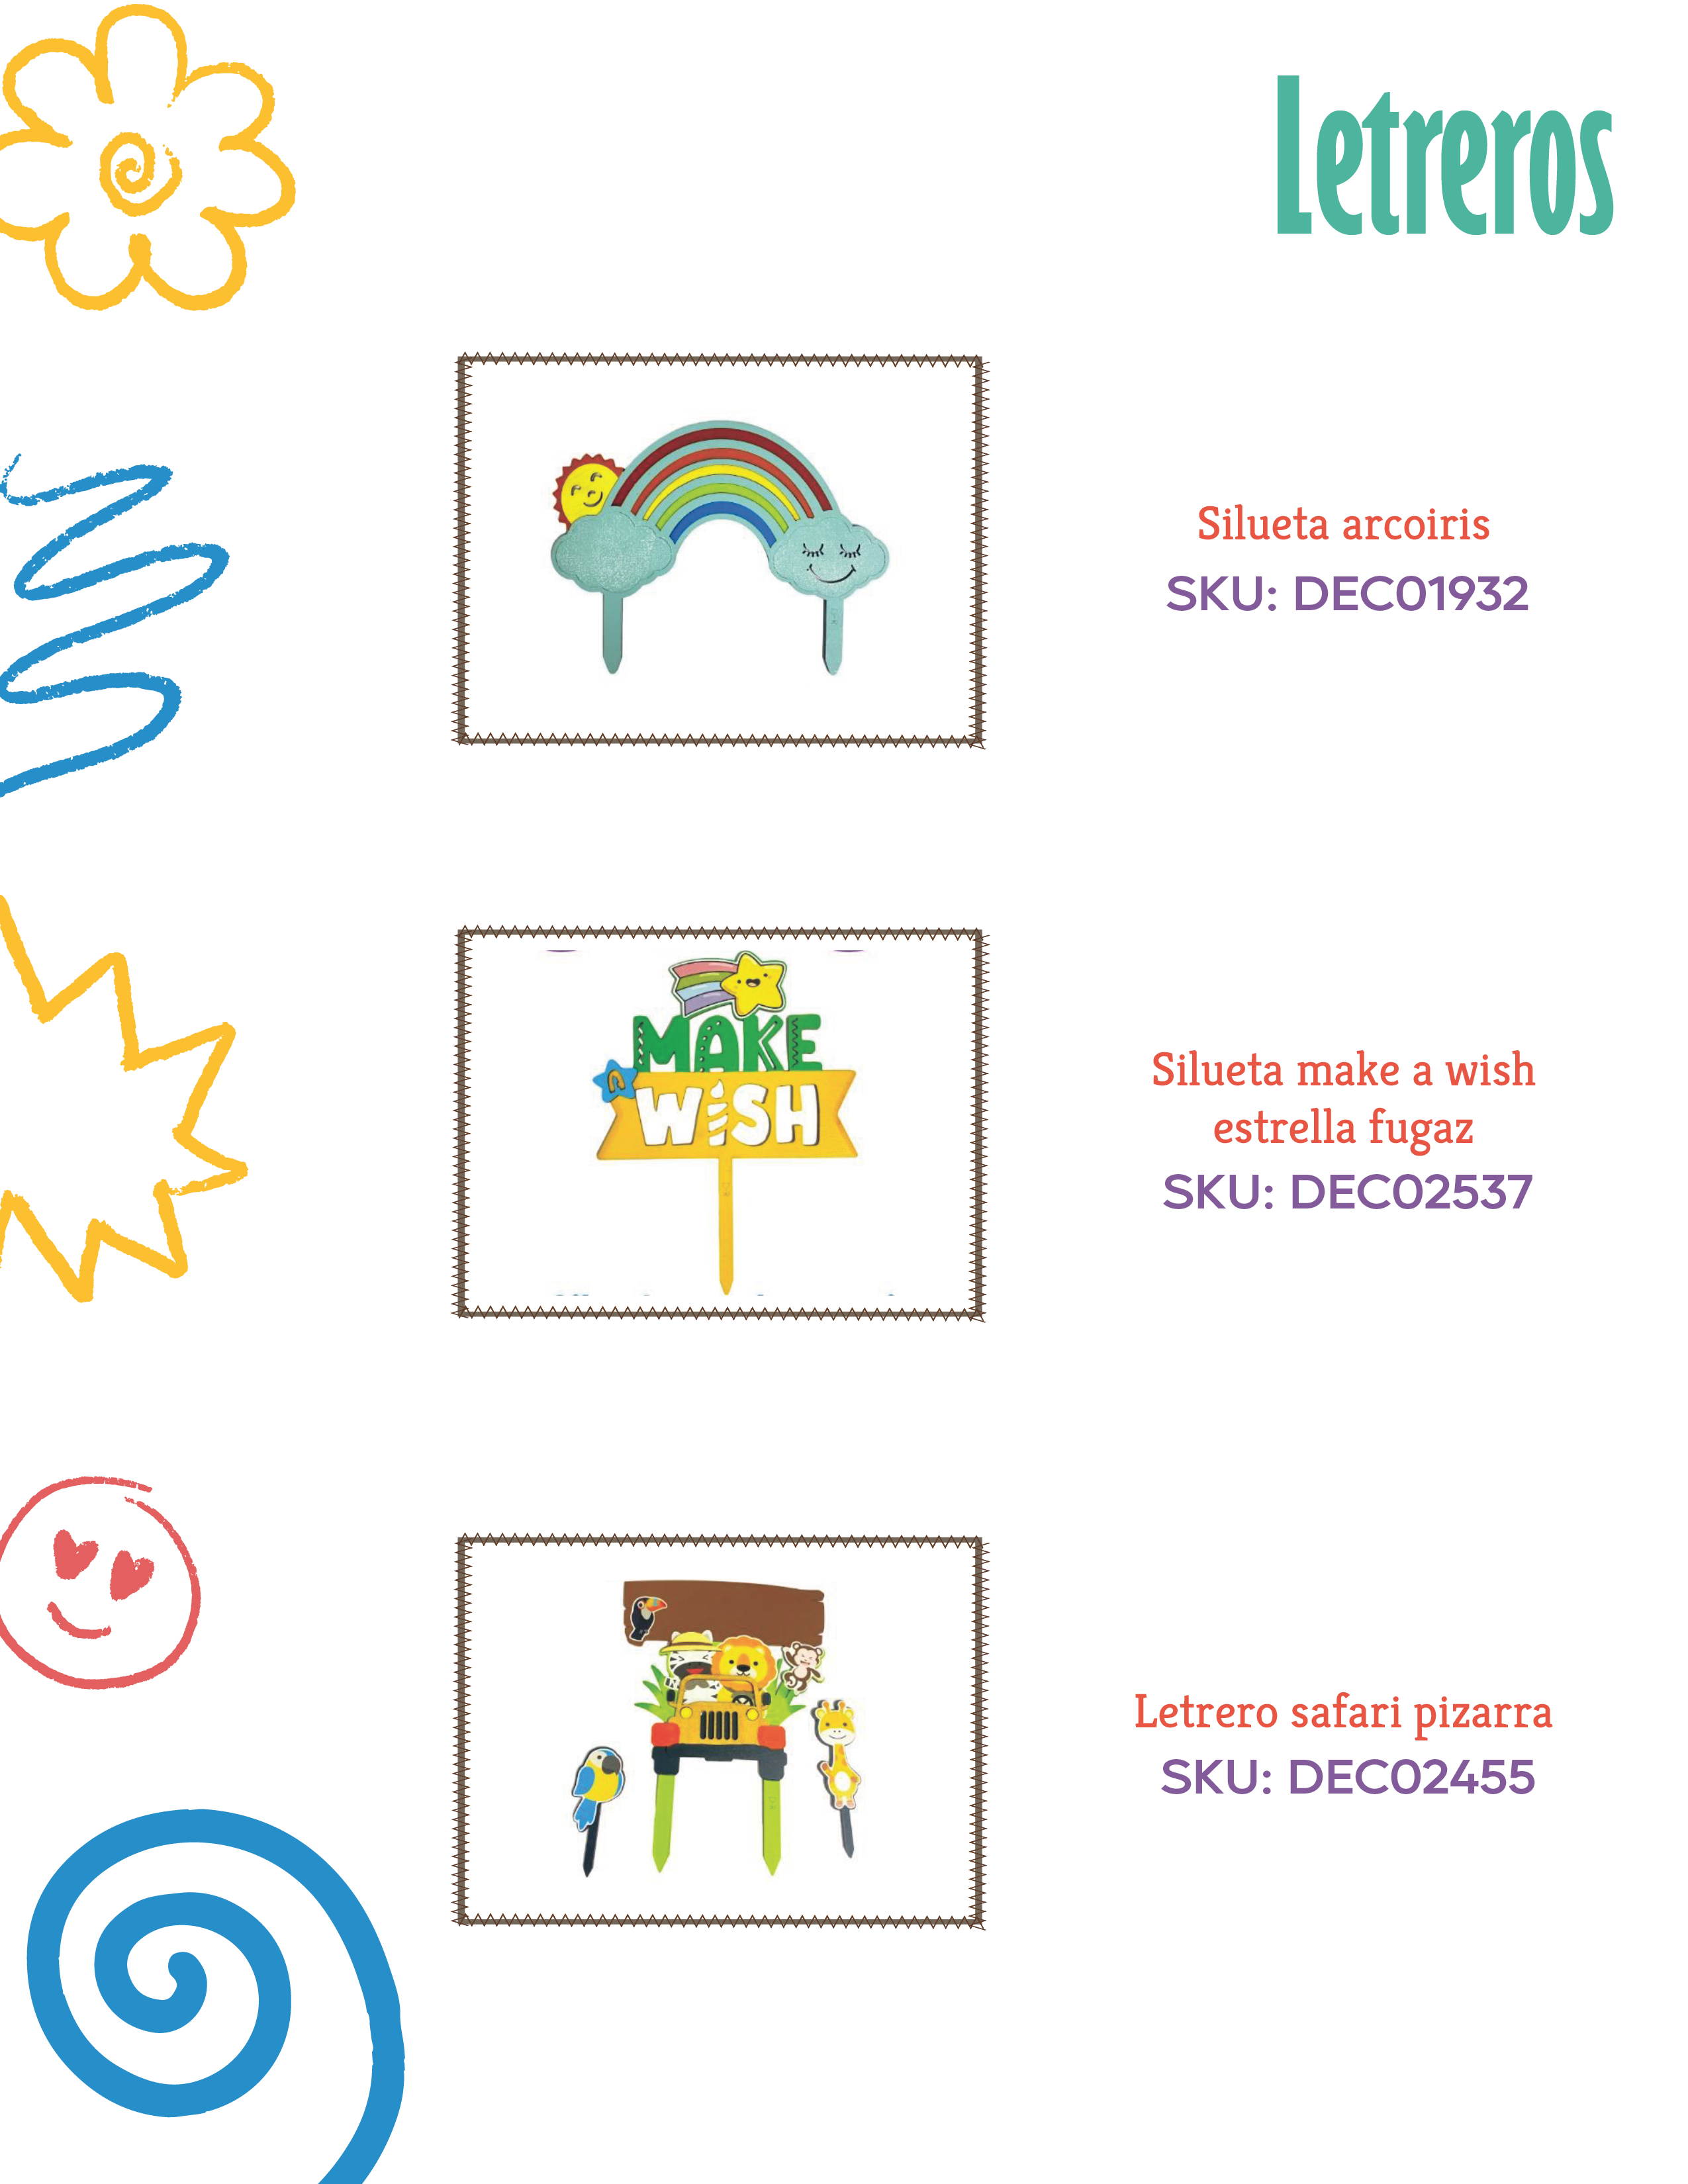 Letreros
Silueta arcoiris
SKU: DEC01932
MAKE
WISH
Silueta make a wish
estrella fugaz
SKU: DEC02537
Letrero safari pizarra
SKU: DEC02455